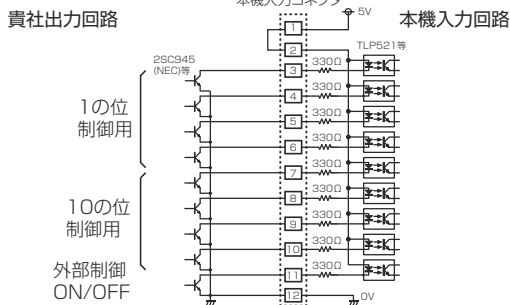 本機入力コネクタ
貴社出力回路
5V
本機入力回路
1
2
TLP521等
2SC945
(NEC)等
3
330Ω
4
330Ω
1の位
制御用
5
330Ω
6
330Ω
7
330Ω
8
330Ω
10の位
制御用
9
330Ω
10
330Ω
11
330Ω
外部制御
ON/OFF
12
0V